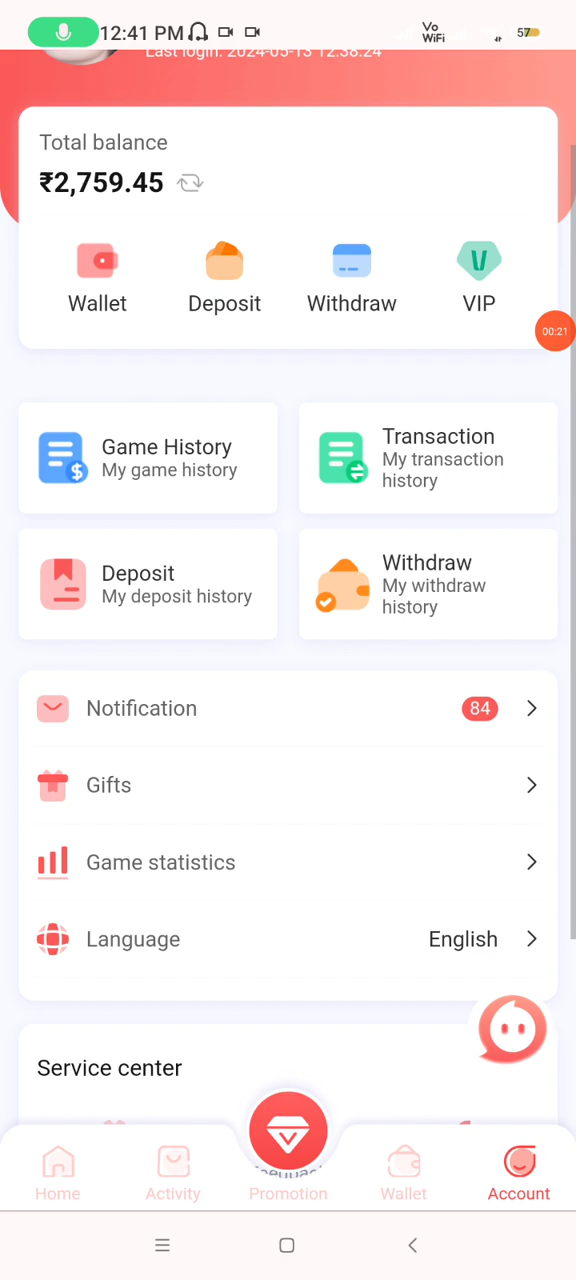 12:41 PM
Vo
WiFi
57
Last login: 2024-05-13 12:38:24
Total balance
₹2,759.45
Wallet
Deposit
Withdraw
VIP
00:21
Game History
My game history
Transaction
My transaction
history
Deposit
My deposit history
Withdraw
My withdraw
history
Notification
84
Gifts
Game statistics
Language
English
Service center
Home
Activity
Promotion
Wallet
Account